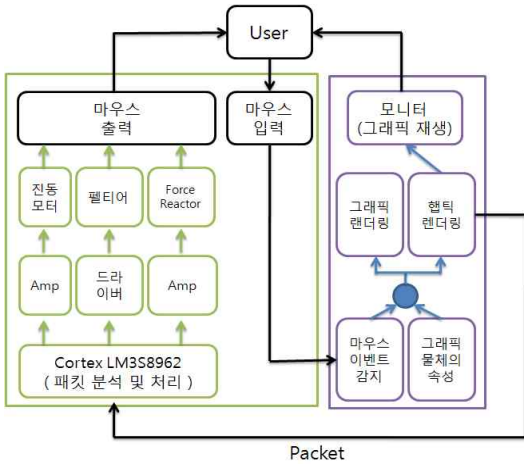 User
마우스
출력
마우스
입력
모니터
(그래픽 재생)
진동
모터
펠티어
Force
Reactor
그래픽
랜더링
햅틱
렌더링
Amp
드라
이버
Amp
Cortex LM3S8962
( 패킷 분석 및 처리 )
마우스
이벤트
감지
그래픽
물체의
속성
Packet